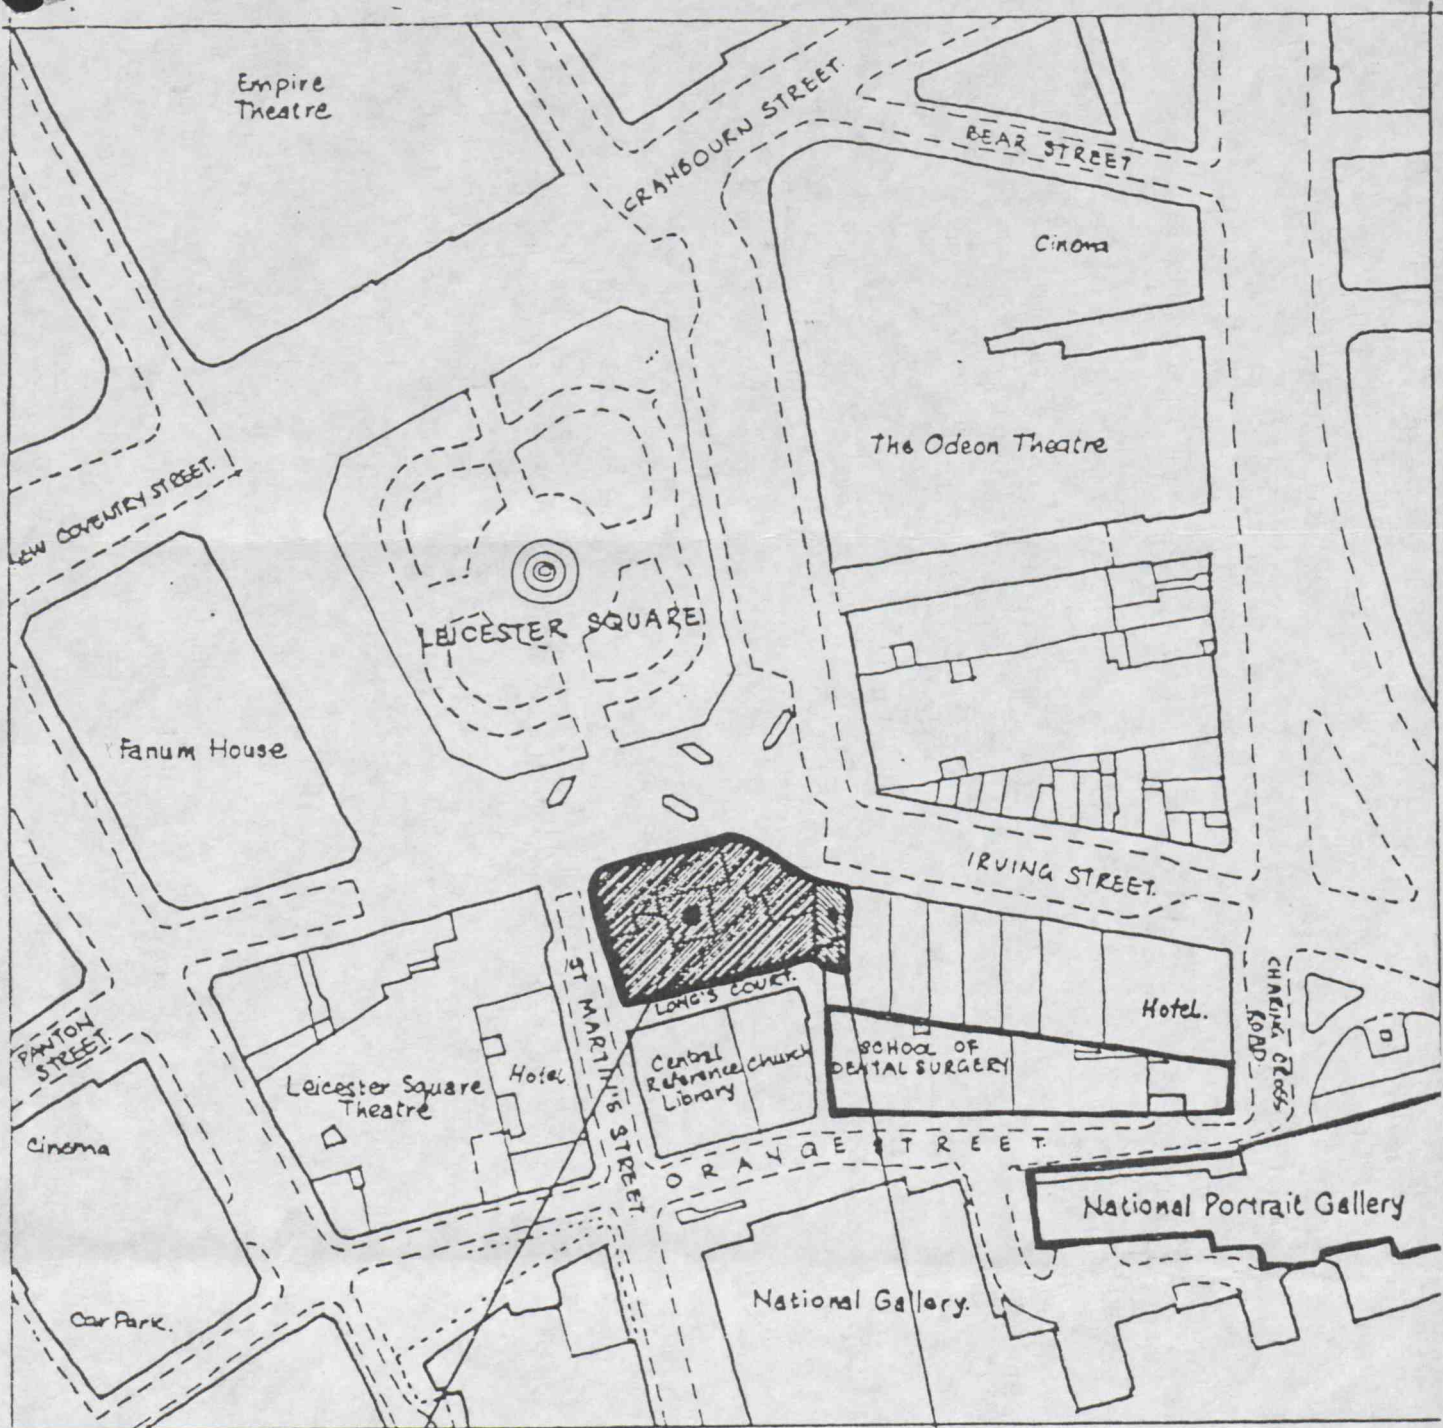 Empire
Theatre
CRANBOURN STREET.
BEAR STREET
Cinema
The Odeon Theatre
EW COVENTRY STREET.
LEICESTER SQUARE
Fanum House
IRVING STREET.
ST MARTIN'S STREET.
LONG'S COURT.
CHARING CROSS
ROAD.
Hotel.
PANTON
STREET.
Leicester Square
Theatre
Hotel
Central
Reference
Library
Church
SCHOOL OF
DENTAL SURGERY
Cinema
ORANGE STREET.
National Portrait Gallery
National Gallery.
Car Park.